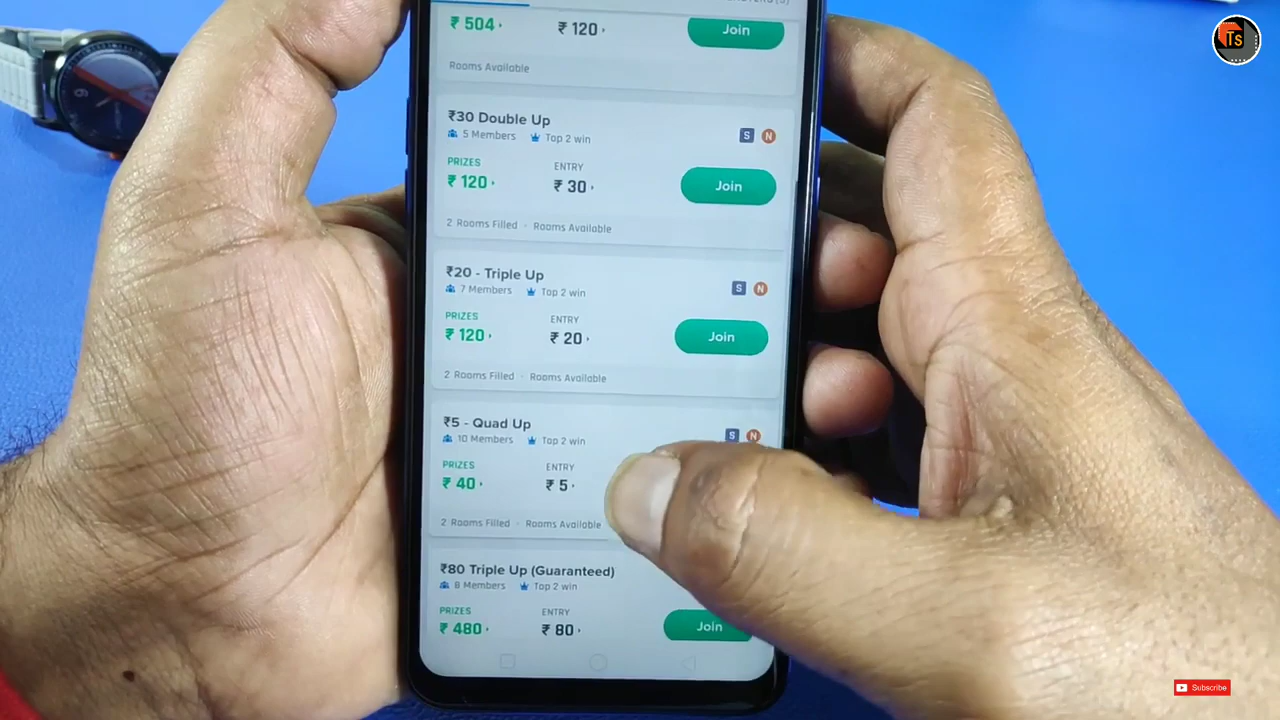 ₹ 504
₹ 120
Join
Rooms Available
₹30 Double Up
5 Members
Top 2 win
S
N
PRIZES
ENTRY
₹ 120
₹ 30
Join
2 Rooms Filled · Rooms Available
₹20 - Triple Up
7 Members
Top 2 win
S
N
PRIZES
ENTRY
₹ 120
₹ 20
Join
2 Rooms Filled · Rooms Available
₹5 - Quad Up
10 Members
Top 2 win
S
N
PRIZES
ENTRY
₹ 40
₹ 5
2 Rooms Filled · Rooms Available
₹80 Triple Up (Guaranteed)
8 Members
Top 2 win
PRIZES
ENTRY
₹ 480
₹ 80
Join
Ts
Subscribe